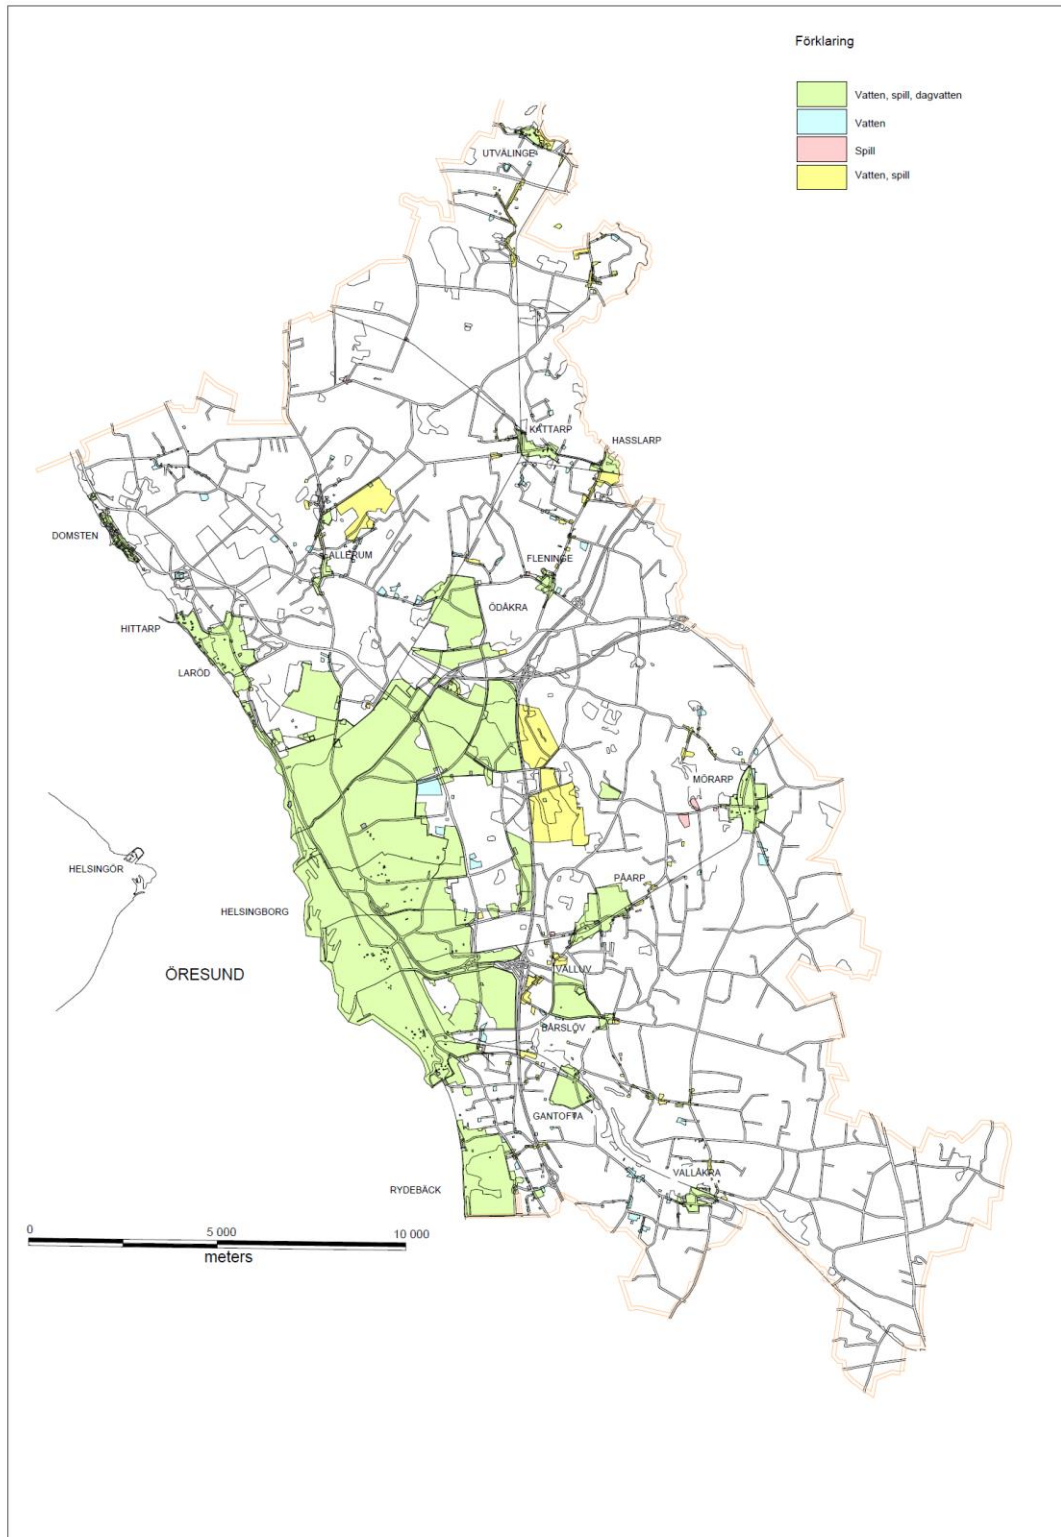 Förklaring
Vatten, spill, dagvatten
Vatten
Spill
Vatten, spill
UTVÄLINGE
KATTARP
HASSLARP
DOMSTEN
ALLERUM
FLENINGE
ÖDÅKRA
HITTARP
LARÖD
MÖRARP
HELSINGÖR
PÅARP
HELSINGBORG
VÄLLUV
ÖRESUND
BÅRSLÖV
GANTOFTA
VALLÅKRA
RYDEBÄCK
0 5 000 10 000
meters